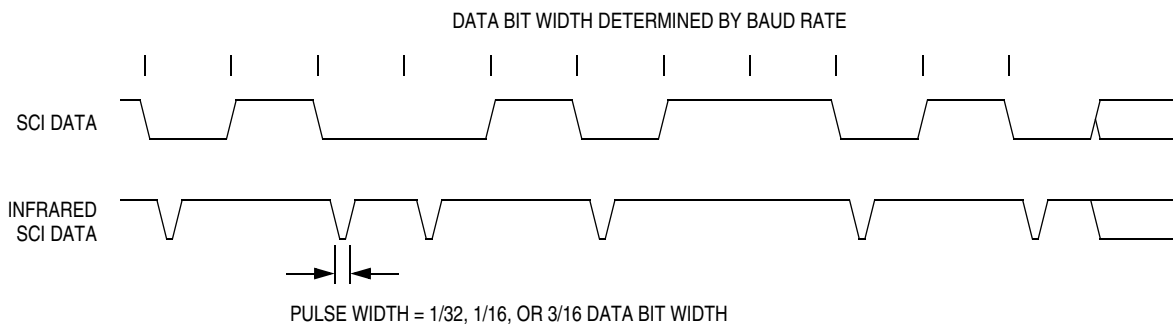 DATA BIT WIDTH DETERMINED BY BAUD RATE
SCI DATA
INFRARED
SCI DATA
PULSE WIDTH = 1/32, 1/16, OR 3/16 DATA BIT WIDTH